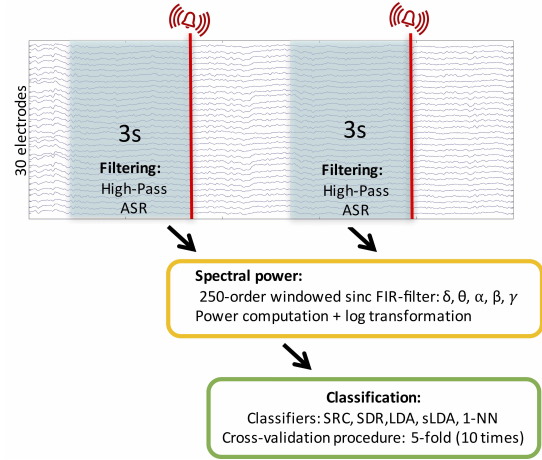 30 electrodes
3s
Filtering:
High-Pass
ASR
3s
Filtering:
High-Pass
ASR
Spectral power:
250-order windowed sinc FIR-filter: δ, θ, α, β, γ
Power computation + log transformation
Classification:
Classifiers: SRC, SDR,LDA, sLDA, 1-NN
Cross-validation procedure: 5-fold (10 times)